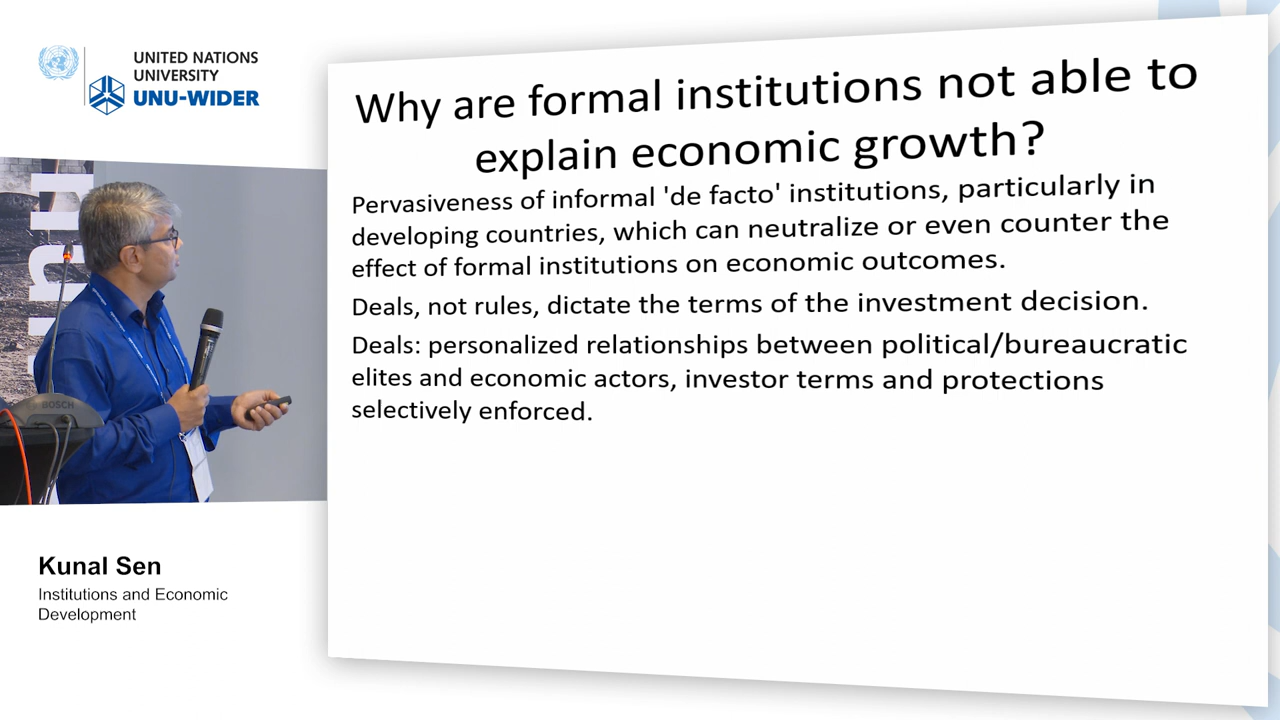 UNITED NATIONS
UNIVERSITY
UNU-WIDER
Why are formal institutions not able to
explain economic growth?
Pervasiveness of informal 'de facto' institutions, particularly in
developing countries, which can neutralize or even counter the
effect of formal institutions on economic outcomes.
Deals, not rules, dictate the terms of the investment decision.
Deals: personalized relationships between political/bureaucratic
elites and economic actors, investor terms and protections
selectively enforced.
BOSCH
Kunal Sen
Institutions and Economic
Development